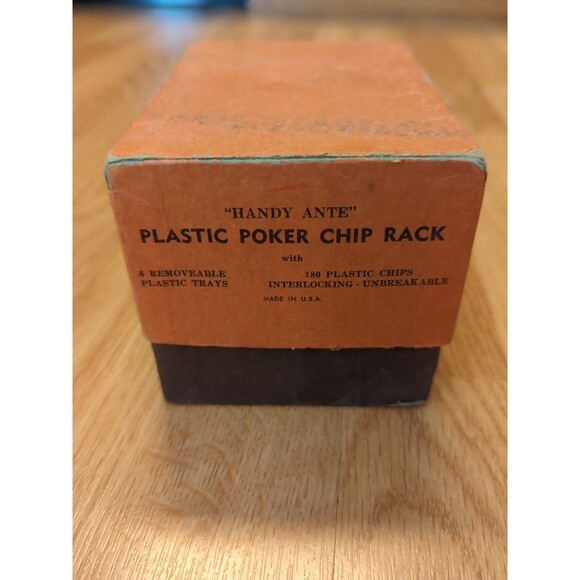 "HANDY ANTE"
PLASTIC POKER CHIP RACK
with
6 REMOVEABLE
PLASTIC TRAYS
180 PLASTIC CHIPS
INTERLOCKING - UNBREAKABLE
MADE IN U.S.A.